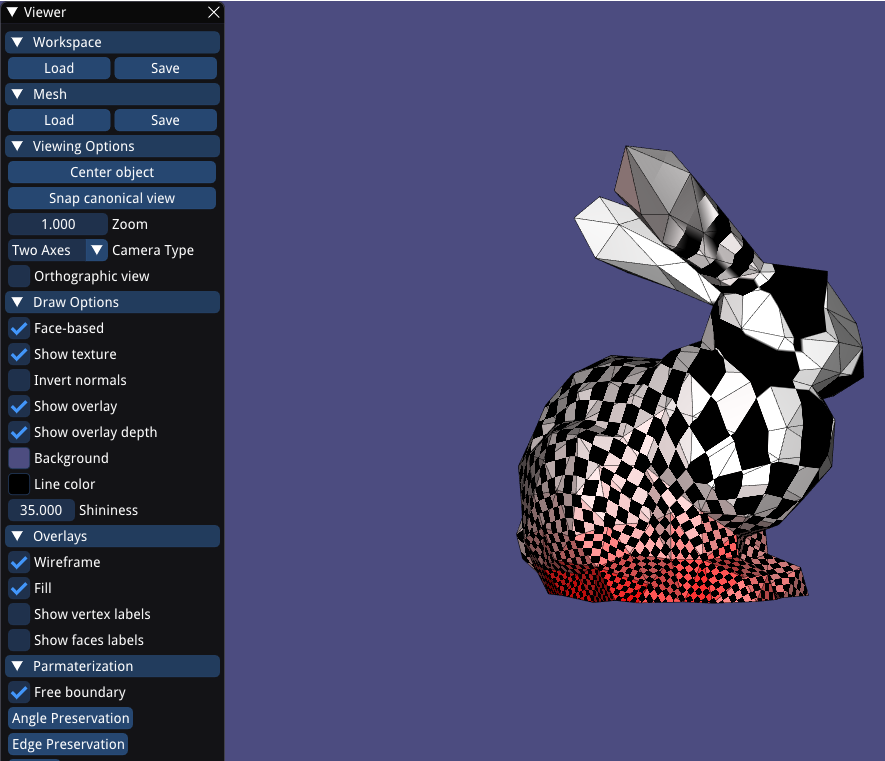 Viewer
Workspace
Load Save
Mesh
Load Save
Viewing Options
Center object
Snap canonical view
1.000 Zoom
Two Axes Camera Type
Orthographic view
Draw Options
Face-based
Show texture
Invert normals
Show overlay
Show overlay depth
Background
Line color
35.000 Shininess
Overlays
Wireframe
Fill
Show vertex labels
Show faces labels
Parmaterization
Free boundary
Angle Preservation
Edge Preservation